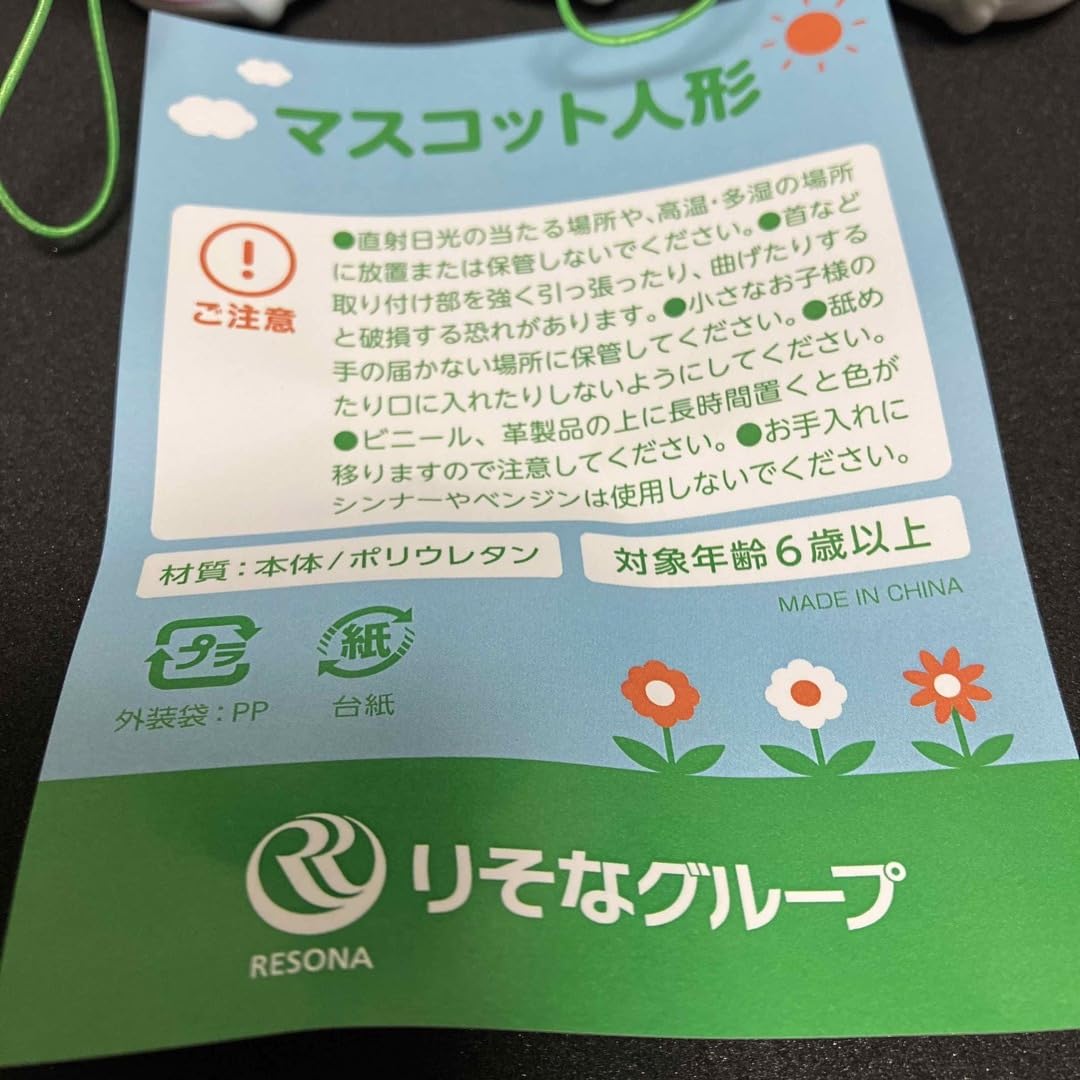 マスコット人形
!
ご注意
●直射日光の当たる場所や、高温・多湿の場所
に放置または保管しないでください。●首など
取り付け部を強く引っ張ったり、曲げたりする
と破損する恐れがあります。●小さなお子様の
手の届かない場所に保管してください。●舐め
たり口に入れたりしないようにしてください。
●ビニール、革製品の上に長時間置くと色が
移りますので注意してください。●お手入れに
シンナーやベンジンは使用しないでください。
材質：本体/ポリウレタン
対象年齢6歳以上
MADE IN CHINA
プラ
紙
外装袋：PP
台紙
りそなグループ
RESONA